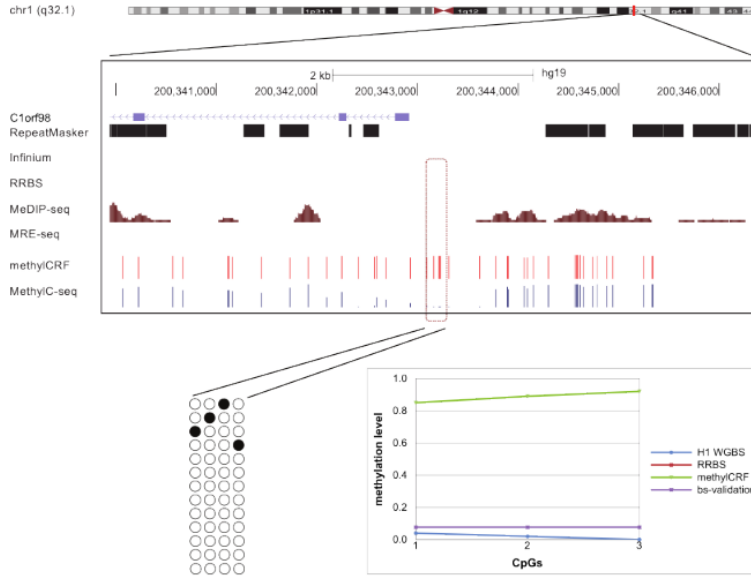 chr1 (q32.1)
1p31.1 1q12 q41
2 kb hg19
200,341,000 200,342,000 200,343,000 200,344,000 200,345,000 200,346,000
C1orf98
RepeatMasker
Infinium
RRBS
MeDIP-seq
MRE-seq
methylCRF
MethylC-seq
1.0
0.8
0.6
0.4
0.2
0.0
methylation level
1 2 3
CpGs
H1 WGBS
RRBS
methylCRF
bs-validation